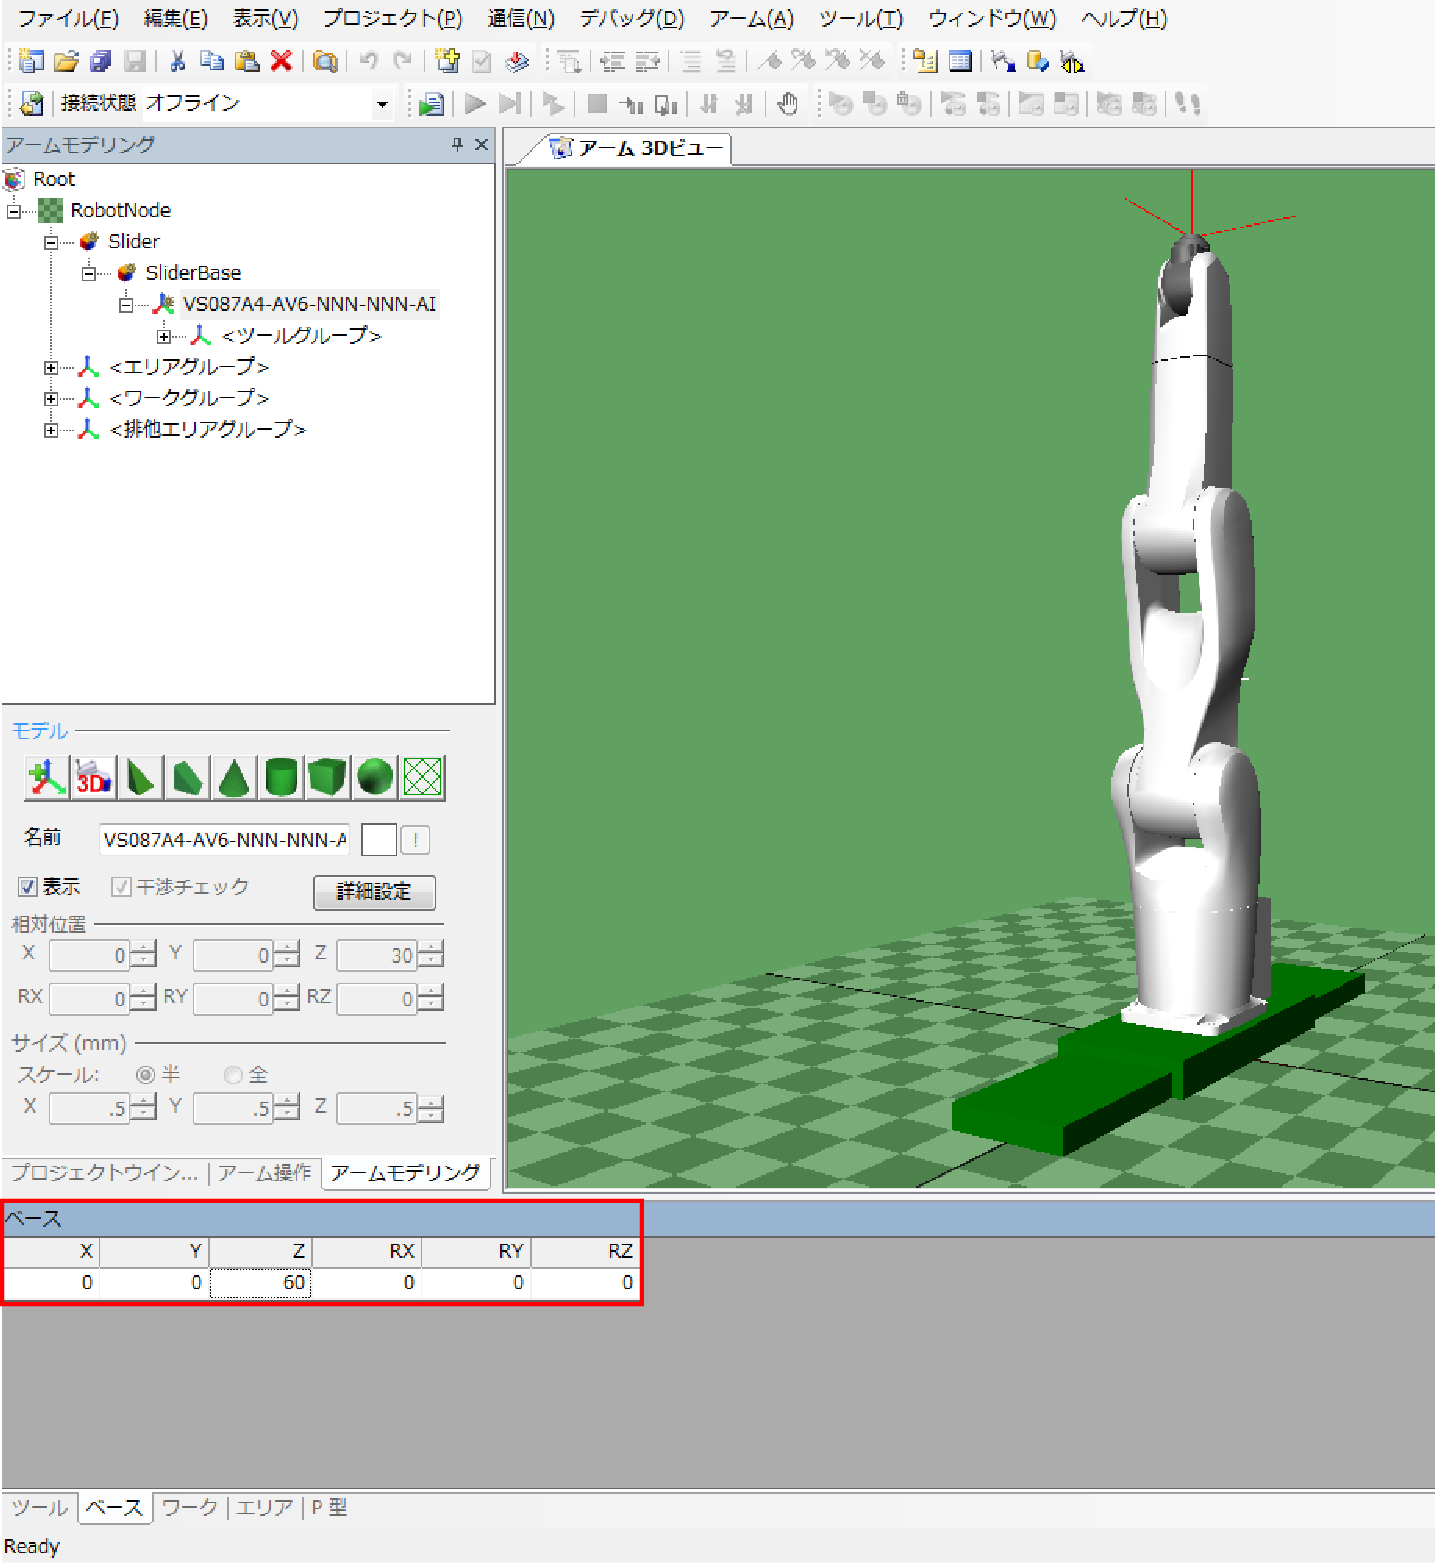 ファイル(F) 編集(E) 表示(V) プロジェクト(P) 通信(N) デバッグ(D) アーム(A) ツール(T) ウィンドウ(W) ヘルプ(H)
接続状態 オフライン
アームモデリング
アーム 3Dビュー
Root
RobotNode
Slider
SliderBase
VS087A4-AV6-NNN-NNN-AI
<ツールグループ>
<エリアグループ>
<ワークグループ>
<排他エリアグループ>
モデル
3D
名前 VS087A4-AV6-NNN-NNN-A !
表示 干渉チェック 詳細設定
相対位置
X 0 Y 0 Z 30
RX 0 RY 0 RZ 0
サイズ (mm)
スケール: 半 全
X .5 Y .5 Z .5
プロジェクトウイン... アーム操作 アームモデリング
ベース
X Y Z RX RY RZ
0 0 60 0 0 0
ツール ベース ワーク エリア P 型
Ready